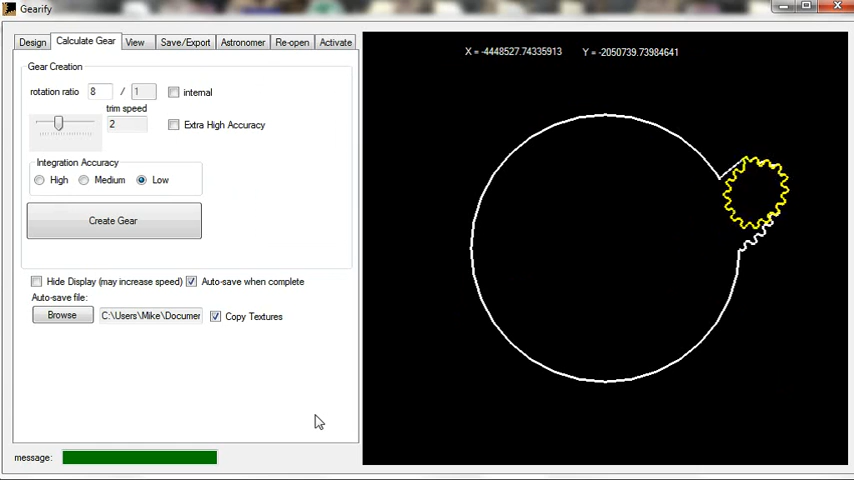 Gearify
Design Calculate Gear View Save/Export Astronomer Re-open Activate
Gear Creation
rotation ratio 8 / 1 internal
trim speed
2 Extra High Accuracy
Integration Accuracy
High Medium Low
Create Gear
Hide Display (may increase speed) Auto-save when complete
Auto-save file:
Browse C:\Users\Mike\Documer Copy Textures
message:
X = -4448527.74335913 Y = -2050739.73984641